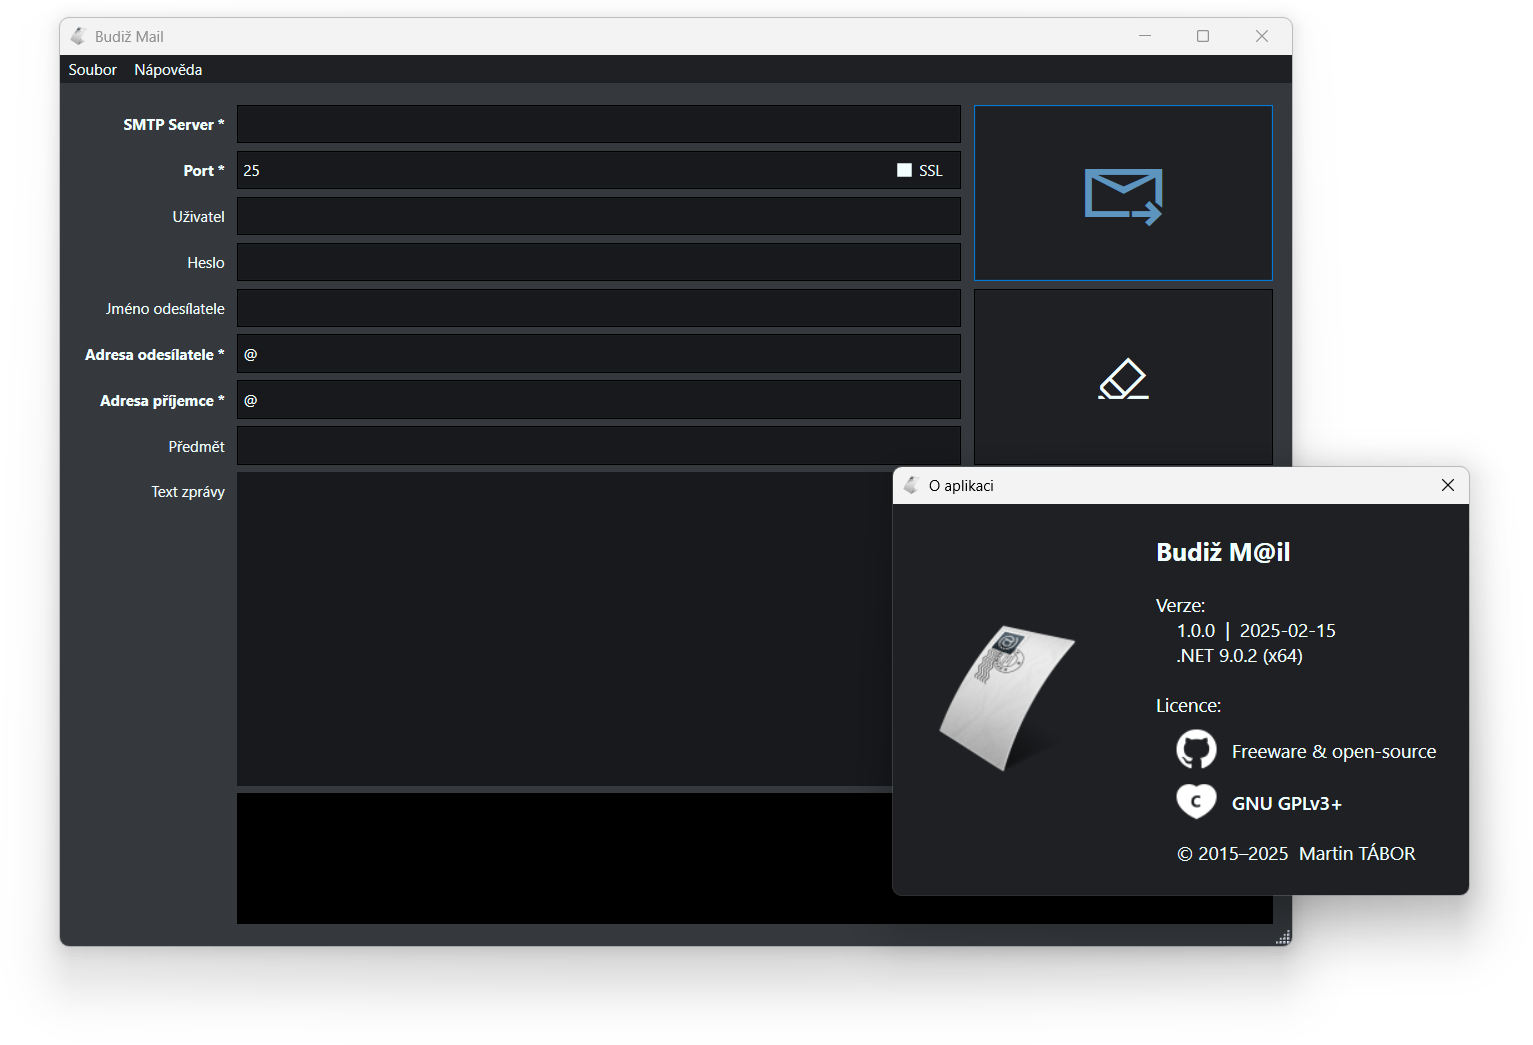 Budiž Mail
Soubor Nápověda
SMTP Server *
Port * 25 SSL
Uživatel
Heslo
Jméno odesílatele
Adresa odesílatele * @
Adresa příjemce * @
Předmět
Text zprávy
O aplikaci
Budiž M@il
Verze:
1.0.0 | 2025-02-15
.NET 9.0.2 (x64)
Licence:
Freeware & open-source
C
GNU GPLv3+
© 2015–2025 Martin TÁBOR